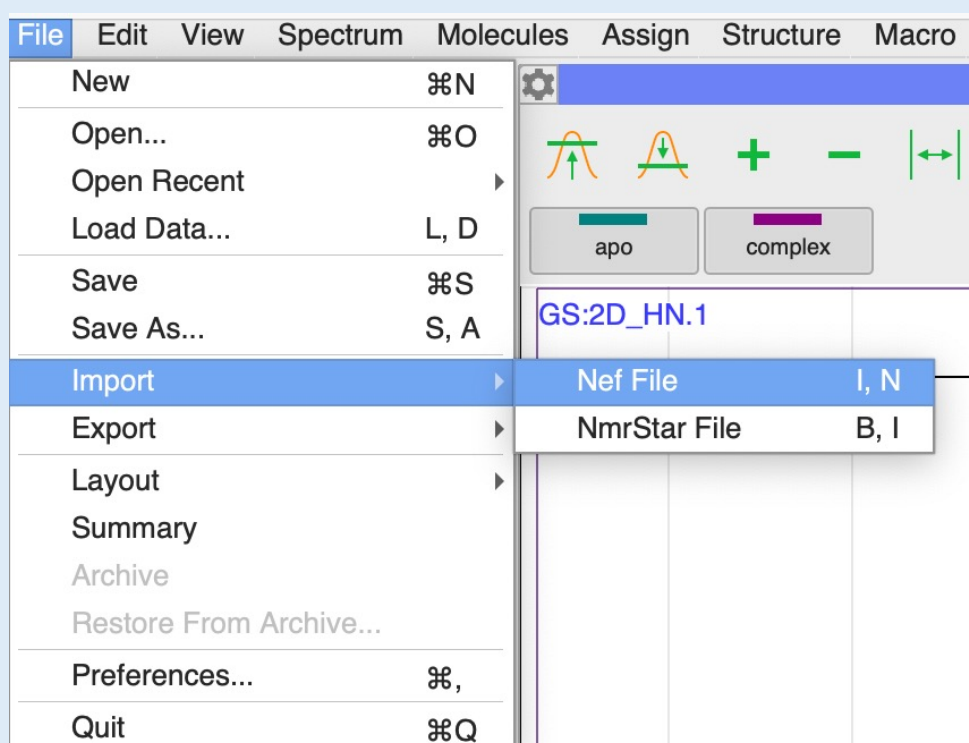 File Edit View Spectrum Molecules Assign Structure Macro
New ⌘N
Open... ⌘O
Open Recent
Load Data... L, D
apo complex
Save ⌘S
Save As... S, A
GS:2D_HN.1
Import
Nef File I, N
Export
NmrStar File B, I
Layout
Summary
Archive
Restore From Archive...
Preferences... ⌘,
Quit ⌘Q